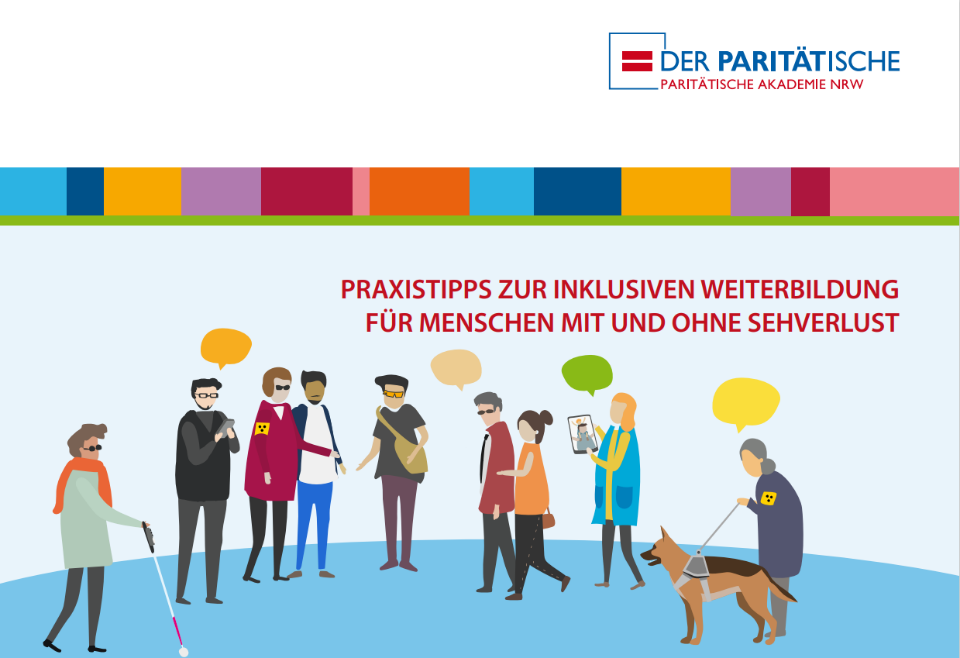 DER PARITÄTISCHE
PARITÄTISCHE AKADEMIE NRW
PRAXISTIPPS ZUR INKLUSIVEN WEITERBILDUNG
FÜR MENSCHEN MIT UND OHNE SEHVERLUST